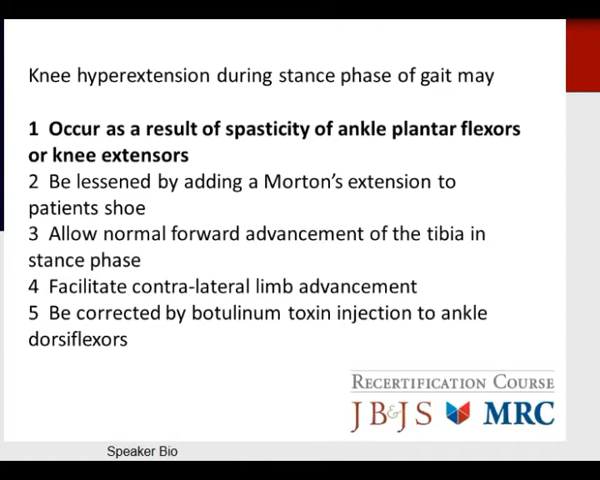 Knee hyperextension during stance phase of gait may
1 Occur as a result of spasticity of ankle plantar flexors
or knee extensors
2 Be lessened by adding a Morton's extension to
patients shoe
3 Allow normal forward advancement of the tibia in
stance phase
4 Facilitate contra-lateral limb advancement
5 Be corrected by botulinum toxin injection to ankle
dorsiflexors
RECERTIFICATION COURSE
JB&JS MRC
Speaker Bio